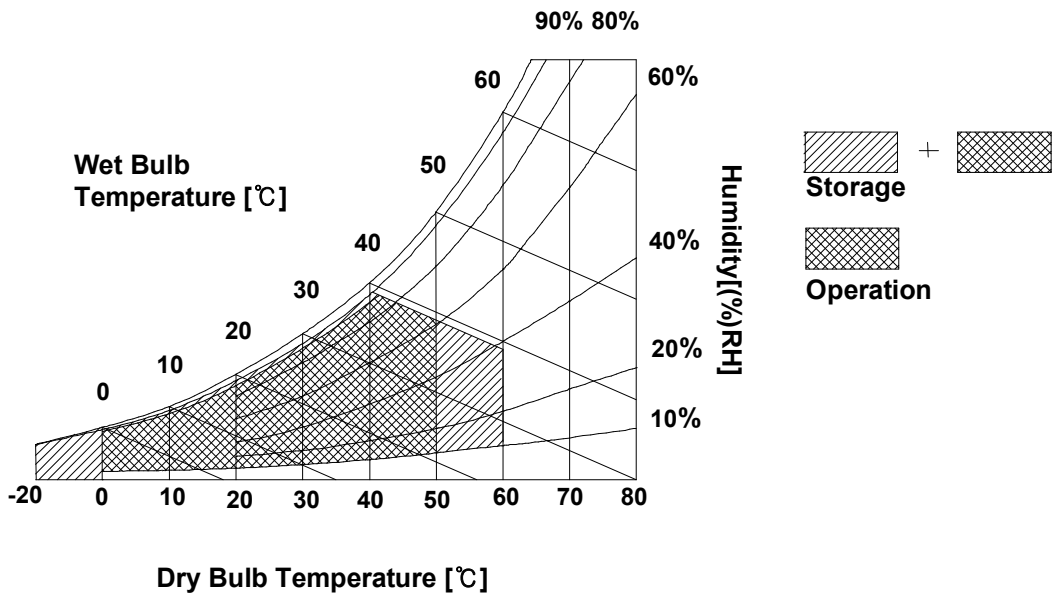 90% 80%
60
60%
Wet Bulb
Temperature [℃]
50
Storage
40
40%
30
Humidity[(%)RH]
Operation
20
20%
10
0
10%
-20 0 10 20 30 40 50 60 70 80
Dry Bulb Temperature [℃]